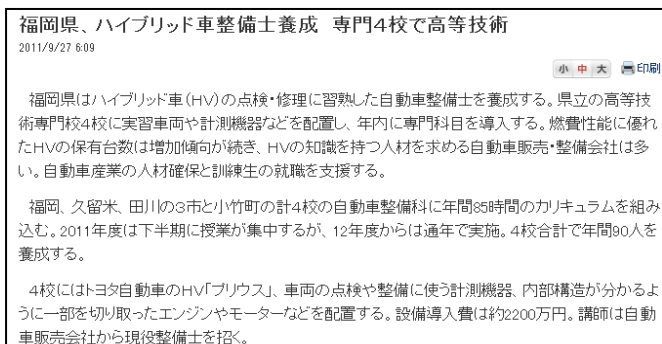 福岡県、ハイブリッド車整備士養成　専門4校で高等技術
2011/9/27 6:09
小 中 大 印刷
福岡県はハイブリッド車(HV)の点検・修理に習熟した自動車整備士を養成する。県立の高等技
術専門校4校に実習車両や計測機器などを配置し、年内に専門科目を導入する。燃費性能に優れ
たHVの保有台数は増加傾向が続き、HVの知識を持つ人材を求める自動車販売・整備会社は多
い。自動車産業の人材確保と訓練生の就職を支援する。
福岡、久留米、田川の3市と小竹町の計4校の自動車整備科に年間85時間のカリキュラムを組み
込む。2011年度は下半期に授業が集中するが、12年度からは通年で実施。4校合計で年間90人を
養成する。
4校にはトヨタ自動車のHV「プリウス」、車両の点検や整備に使う計測機器、内部構造が分かるよ
うに一部を切り取ったエンジンやモーターなどを配置する。設備導入費は約2200万円。講師は自動
車販売会社から現役整備士を招く。